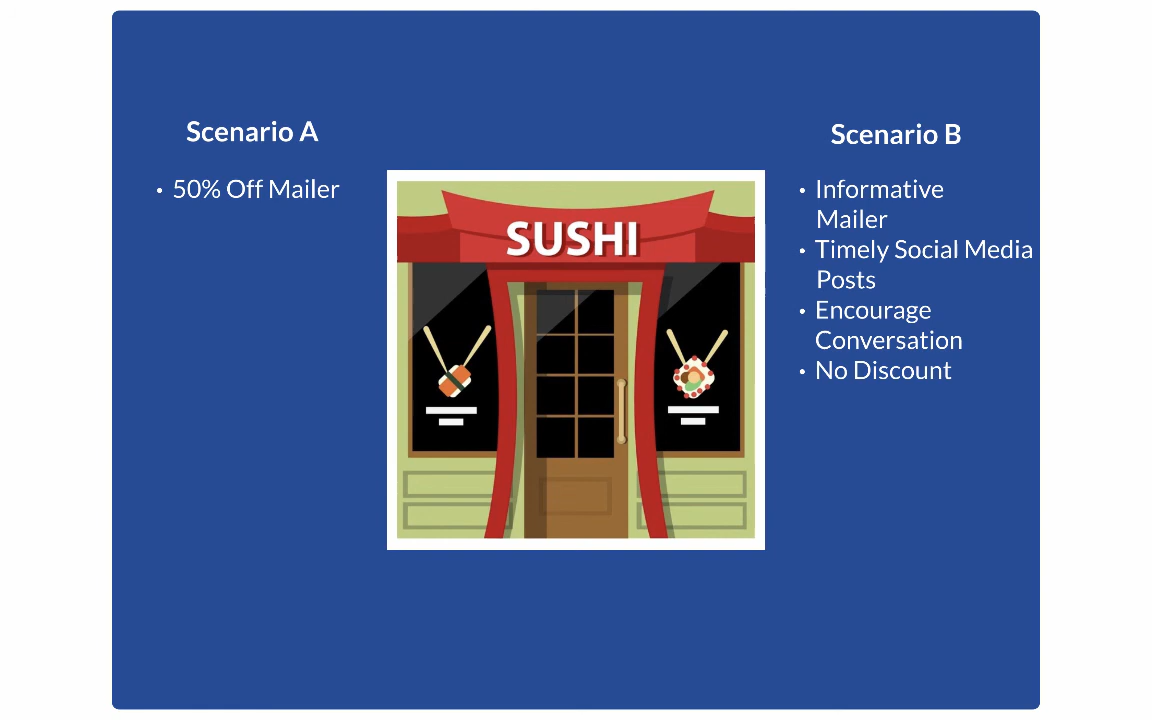 Scenario A
• 50% Off Mailer
SUSHI
Scenario B
• Informative
Mailer
• Timely Social Media
Posts
• Encourage
Conversation
• No Discount